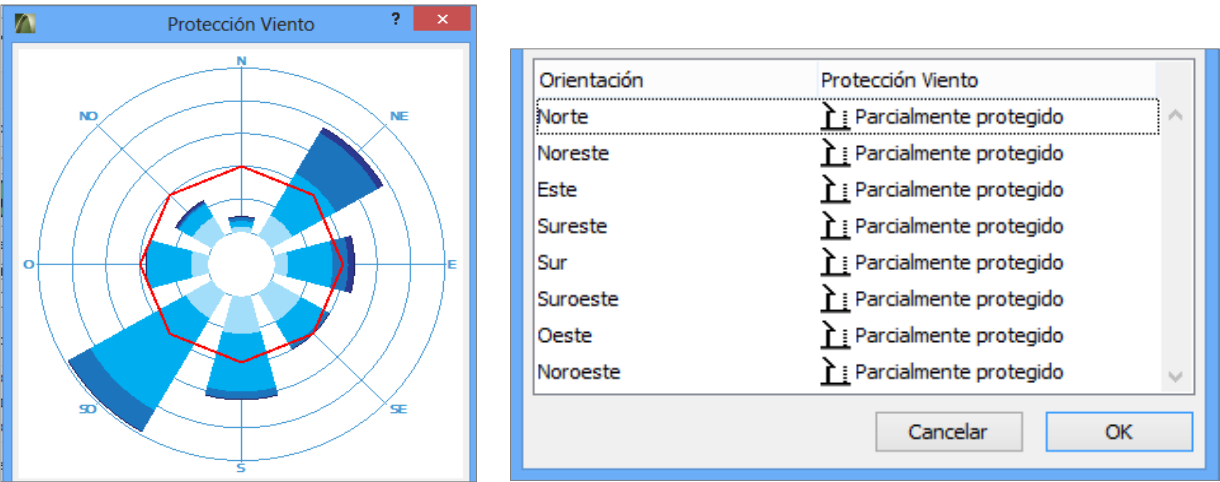 Protección Viento
?
×
N
NO
NE
O
E
SO
SE
S
Orientación Protección Viento
Norte Parcialmente protegido
Noreste Parcialmente protegido
Este Parcialmente protegido
Sureste Parcialmente protegido
Sur Parcialmente protegido
Suroeste Parcialmente protegido
Oeste Parcialmente protegido
Noroeste Parcialmente protegido
Cancelar OK